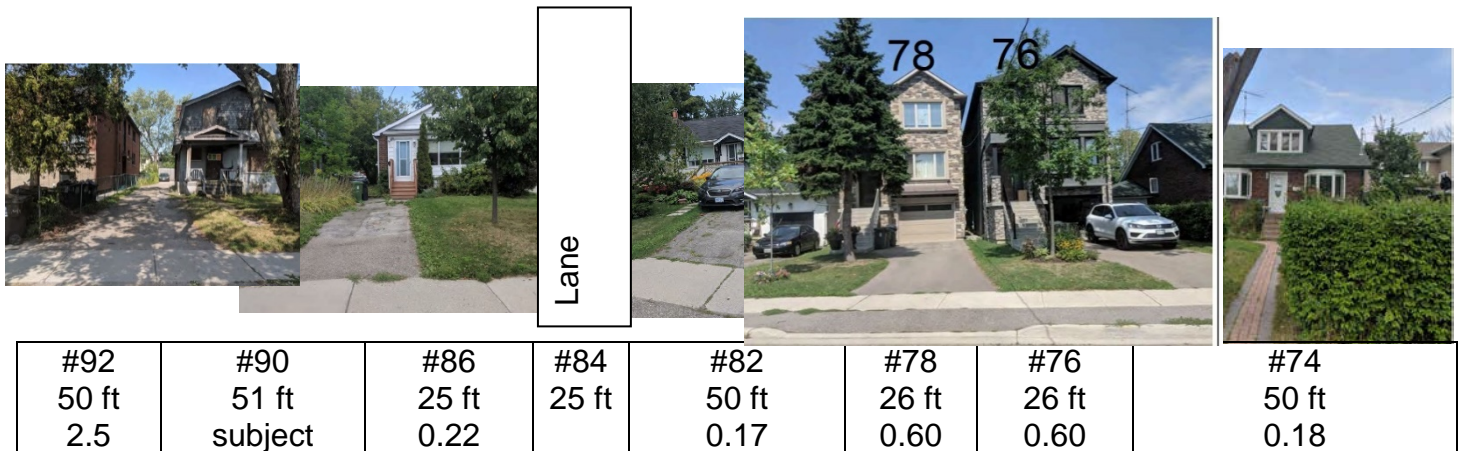 78 76
Lane
#92 #90 #86 #84 #82 #78 #76 #74
50 ft 51 ft 25 ft 25 ft 50 ft 26 ft 26 ft 50 ft
2.5 subject 0.22 0.17 0.60 0.60 0.18